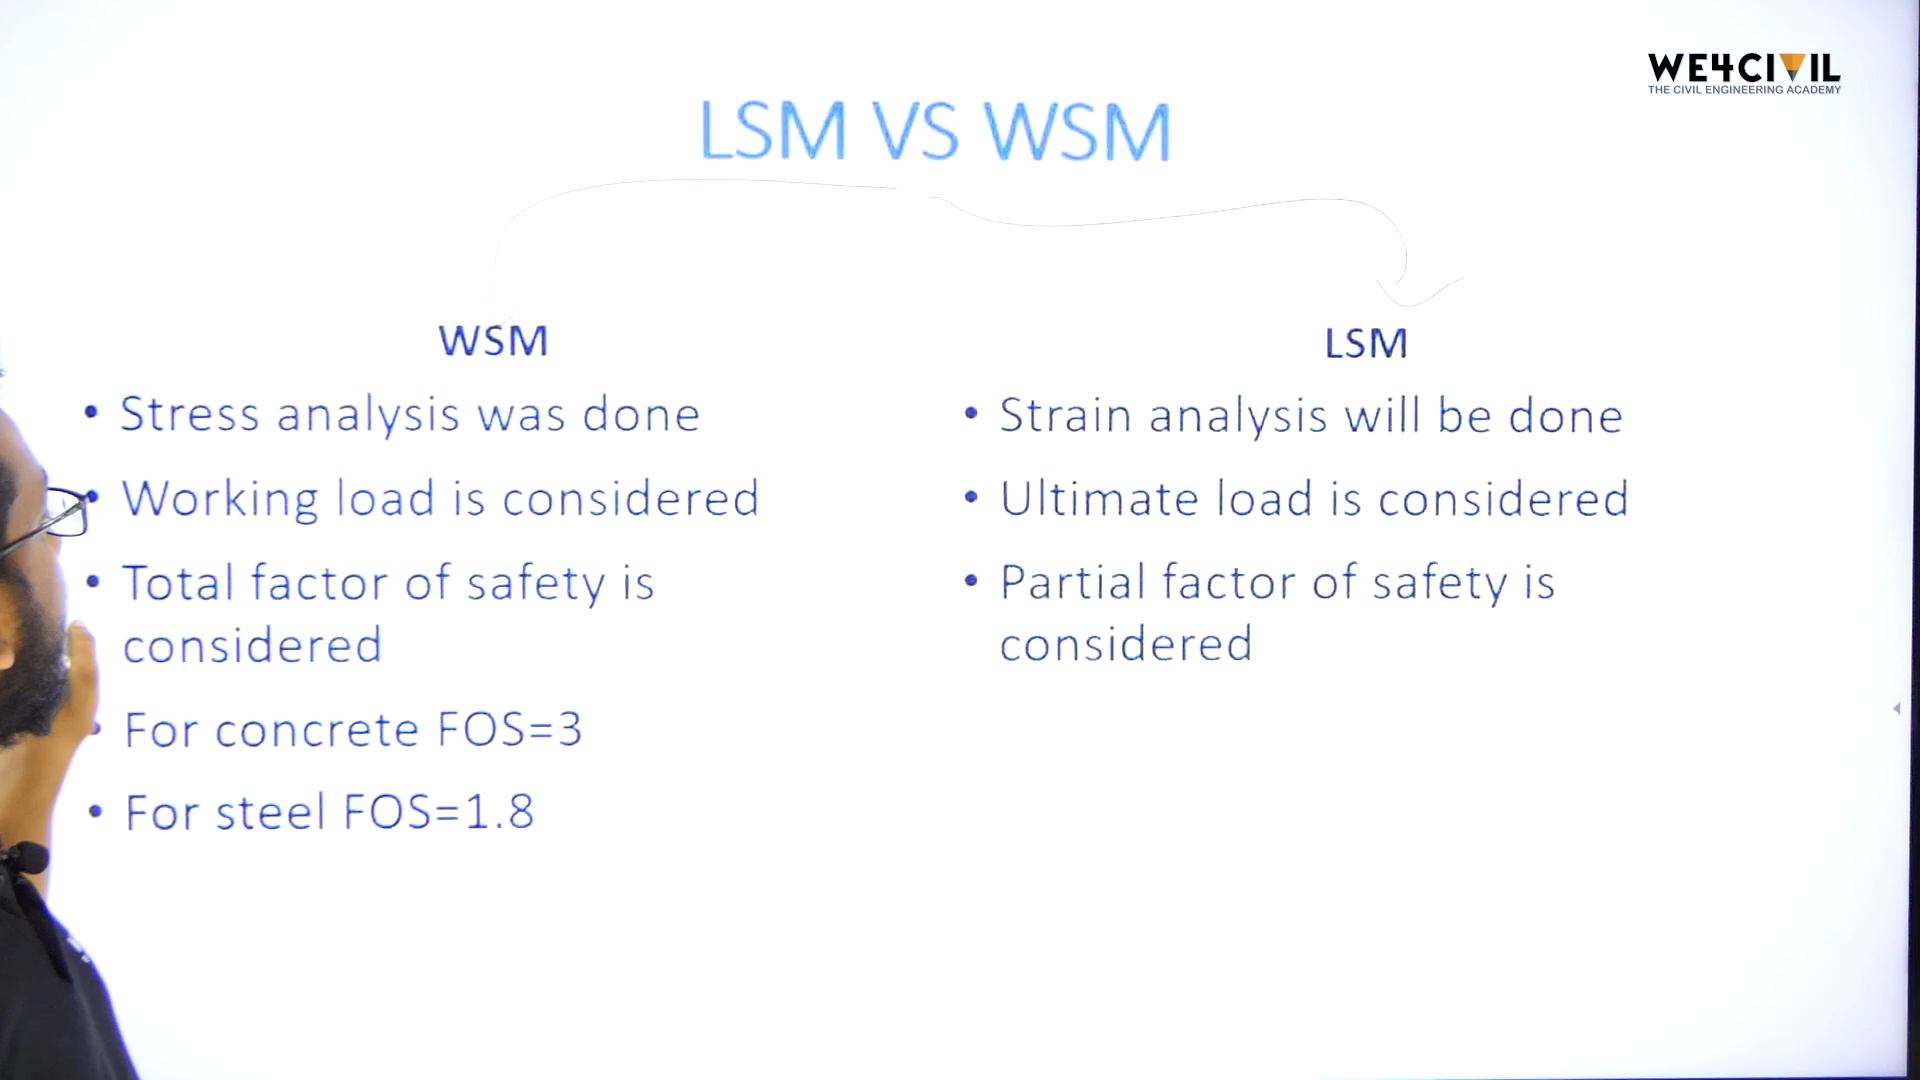 WE4CIVIL
THE CIVIL ENGINEERING ACADEMY
LSM VS WSM
WSM
• Stress analysis was done
• Working load is considered
• Total factor of safety is
considered
• For concrete FOS=3
• For steel FOS=1.8
LSM
• Strain analysis will be done
• Ultimate load is considered
• Partial factor of safety is
considered